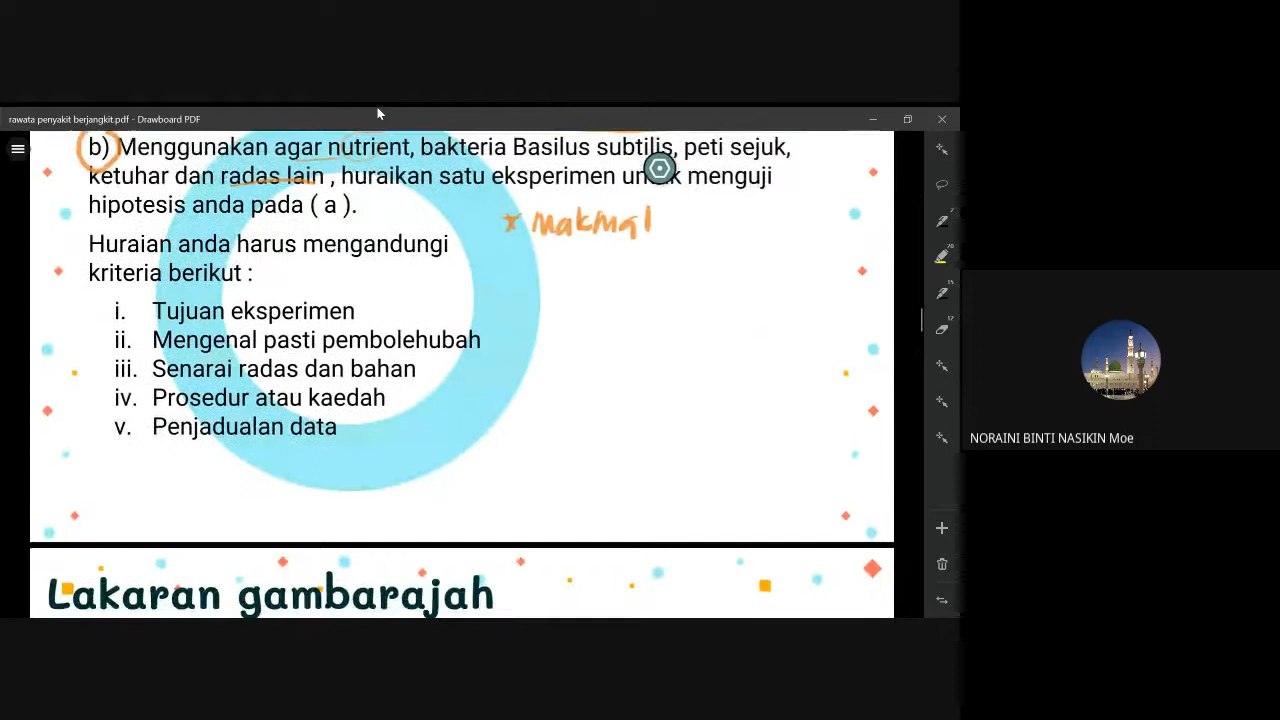 rawata penyakit berjangkit.pdf - Drawboard PDF
b) Menggunakan agar nutrient, bakteria Basilus subtilis, peti sejuk,
ketuhar dan radas lain , huraikan satu eksperimen untuk menguji
hipotesis anda pada ( a ).
* Makmal
Huraian anda harus mengandungi
kriteria berikut :
i. Tujuan eksperimen
ii. Mengenal pasti pembolehubah
iii. Senarai radas dan bahan
iv. Prosedur atau kaedah
v. Penjadualan data
Lakaran gambarajah
NORAINI BINTI NASIKIN Moe